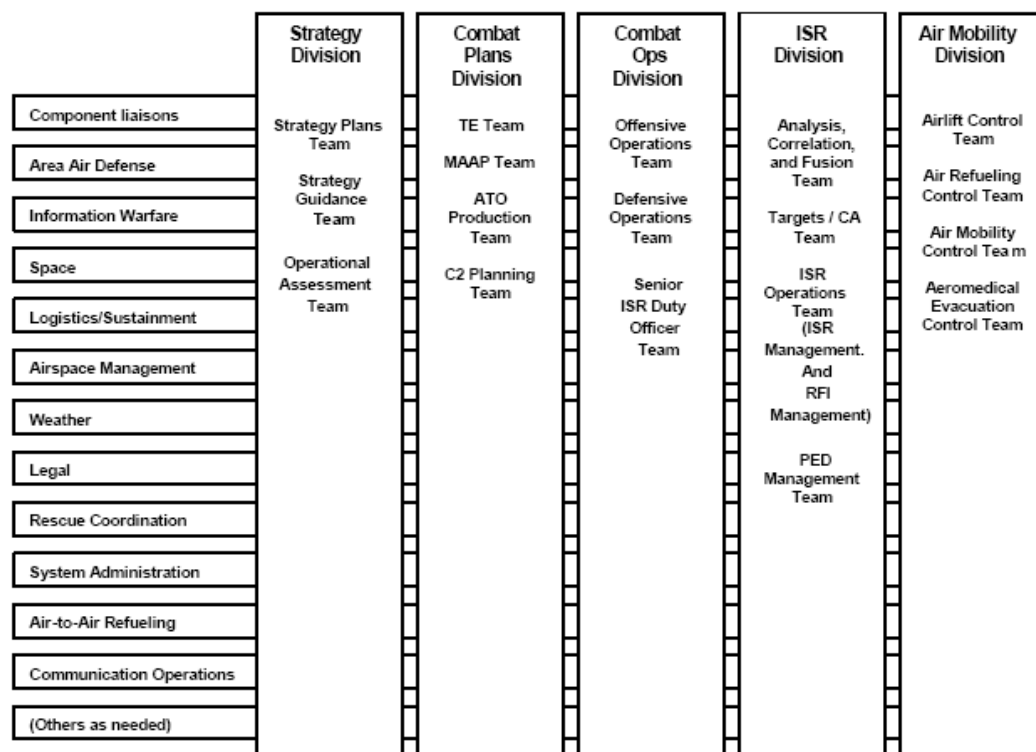 Strategy
Division
Combat
Plans
Division
Combat
Ops
Division
ISR
Division
Air Mobility
Division
Component liaisons
Area Air Defense
Information Warfare
Space
Logistics/Sustainment
Airspace Management
Weather
Legal
Rescue Coordination
System Administration
Air-to-Air Refueling
Communication Operations
(Others as needed)
Strategy Plans
Team
Strategy
Guidance
Team
Operational
Assessment
Team
TE Team
MAAP Team
ATO
Production
Team
C2 Planning
Team
Offensive
Operations
Team
Defensive
Operations
Team
Senior
ISR Duty
Officer
Team
Analysis,
Correlation,
and Fusion
Team
Targets / CA
Team
ISR
Operations
Team
(ISR
Management.
And
RFI
Management)
PED
Management
Team
Airlift Control
Team
Air Refueling
Control Team
Air Mobility
Control Team
Aeromedical
Evacuation
Control Team